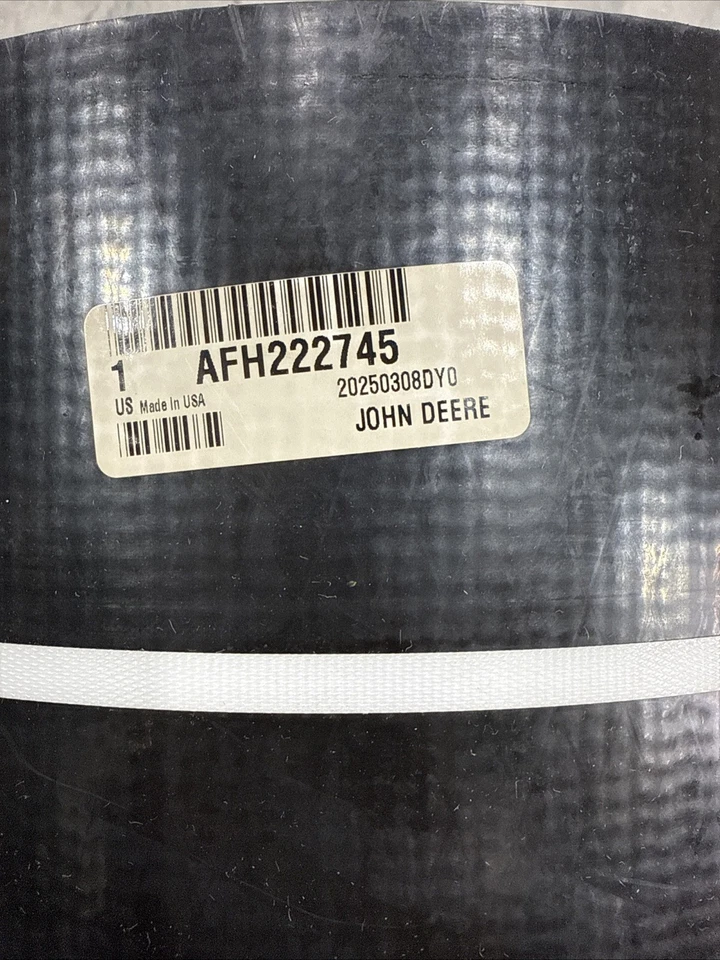 1 AFH222745
20250308DY0
US Made in USA
JOHN DEERE